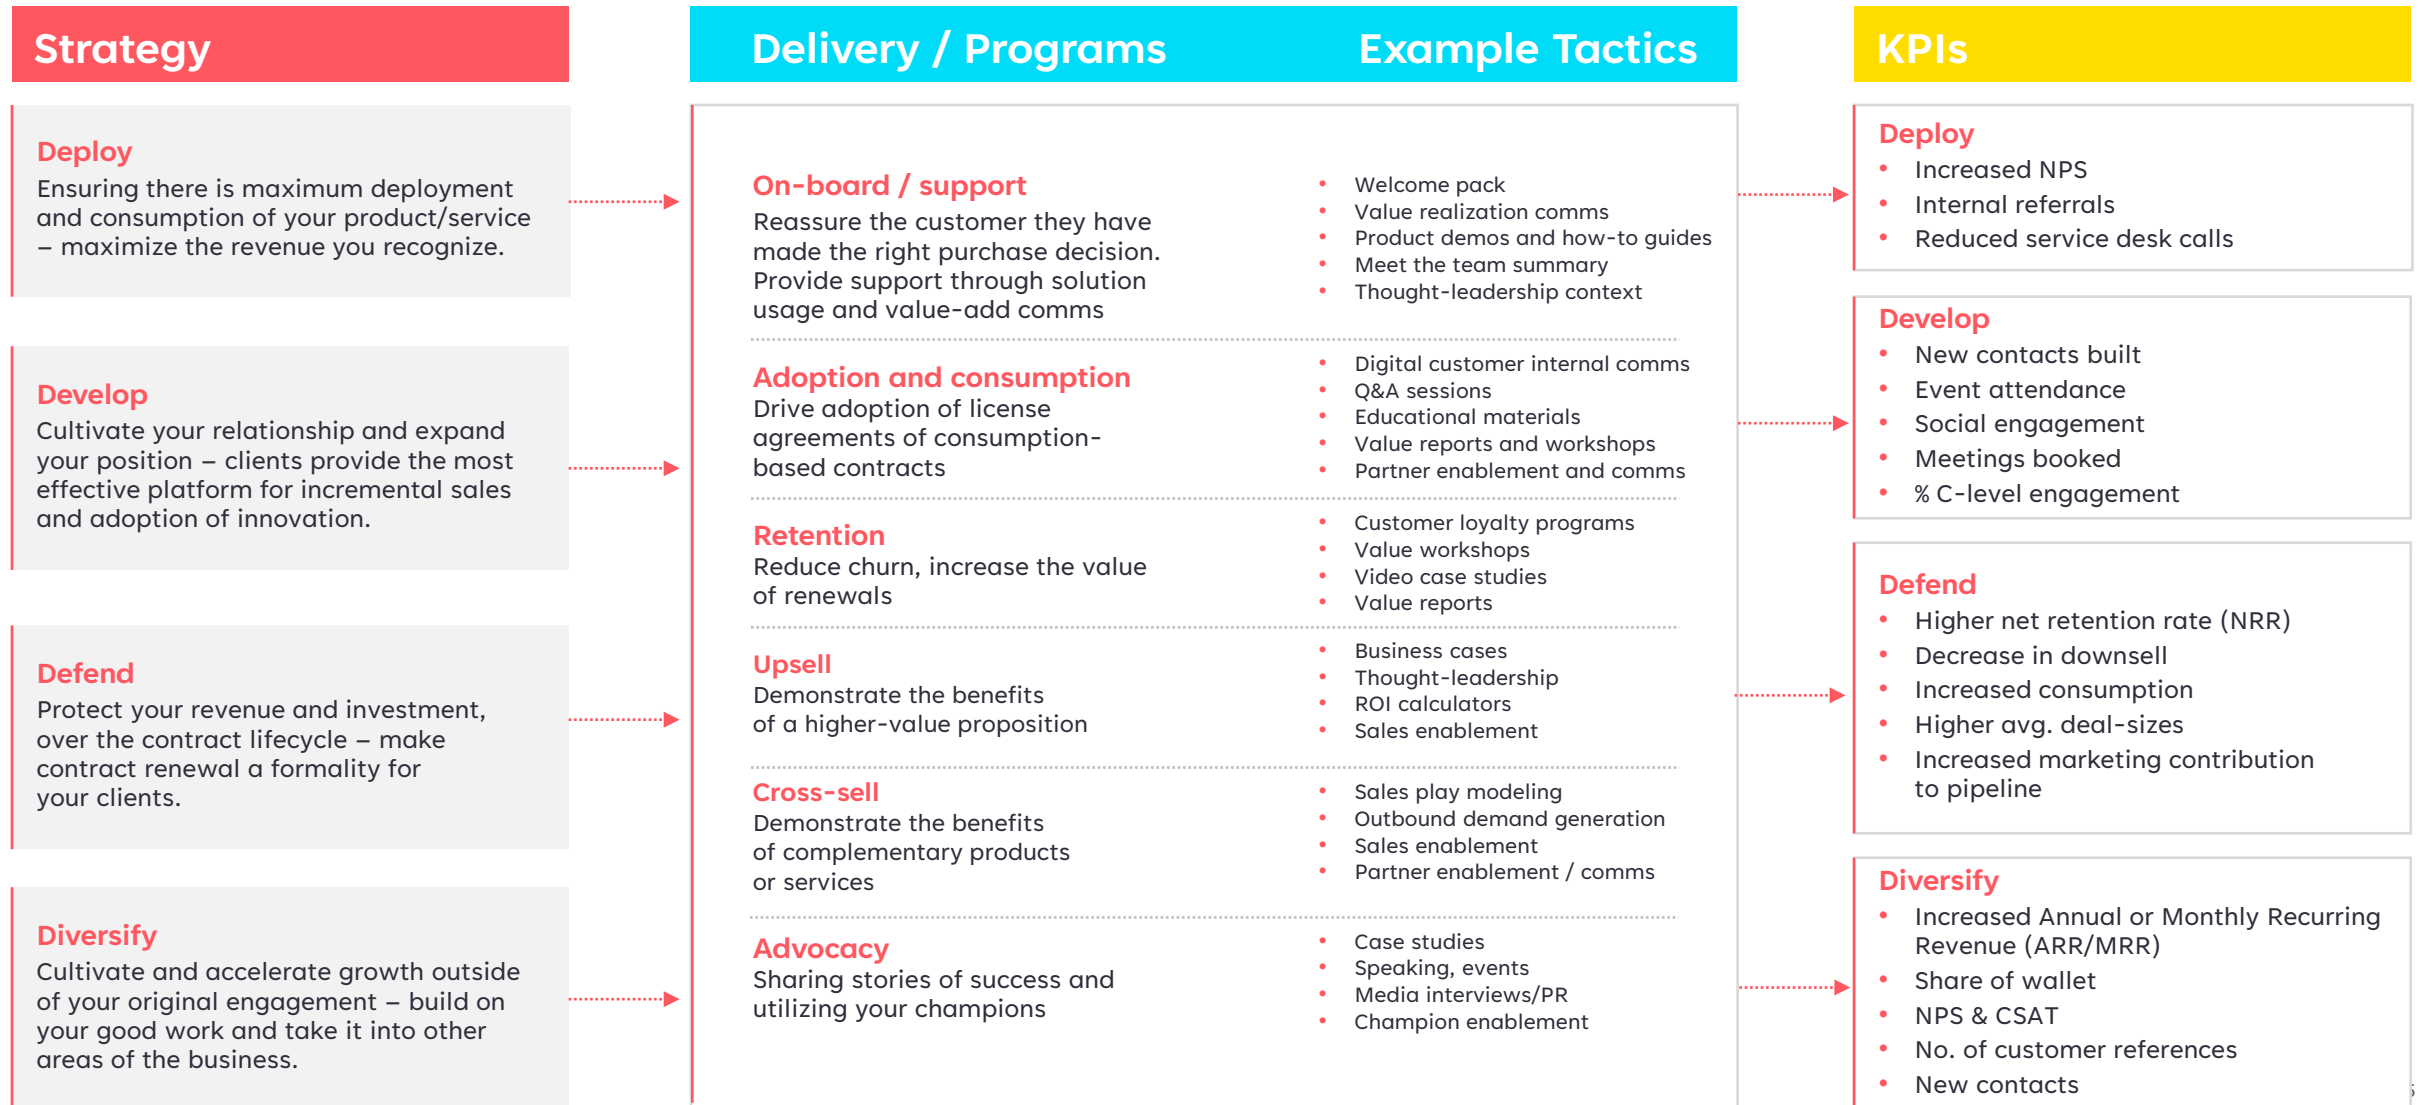 Strategy
Deploy
Ensuring there is maximum deployment
and consumption of your product/service
– maximize the revenue you recognize.
Develop
Cultivate your relationship and expand
your position – clients provide the most
effective platform for incremental sales
and adoption of innovation.
Defend
Protect your revenue and investment,
over the contract lifecycle – make
contract renewal a formality for
your clients.
Diversify
Cultivate and accelerate growth outside
of your original engagement – build on
your good work and take it into other
areas of the business.
Delivery / Programs
Example Tactics
On-board / support
Reassure the customer they have
made the right purchase decision.
Provide support through solution
usage and value-add comms
• Welcome pack
• Value realization comms
• Product demos and how-to guides
• Meet the team summary
• Thought-leadership context
Adoption and consumption
Drive adoption of license
agreements of consumption-
based contracts
• Digital customer internal comms
• Q&A sessions
• Educational materials
• Value reports and workshops
• Partner enablement and comms
Retention
Reduce churn, increase the value
of renewals
• Customer loyalty programs
• Value workshops
• Video case studies
• Value reports
Upsell
Demonstrate the benefits
of a higher-value proposition
• Business cases
• Thought-leadership
• ROI calculators
• Sales enablement
Cross-sell
Demonstrate the benefits
of complementary products
or services
• Sales play modeling
• Outbound demand generation
• Sales enablement
• Partner enablement / comms
Advocacy
Sharing stories of success and
utilizing your champions
• Case studies
• Speaking, events
• Media interviews/PR
• Champion enablement
KPIs
Deploy
• Increased NPS
• Internal referrals
• Reduced service desk calls
Develop
• New contacts built
• Event attendance
• Social engagement
• Meetings booked
• % C-level engagement
Defend
• Higher net retention rate (NRR)
• Decrease in downsell
• Increased consumption
• Higher avg. deal-sizes
• Increased marketing contribution
to pipeline
Diversify
• Increased Annual or Monthly Recurring
Revenue (ARR/MRR)
• Share of wallet
• NPS & CSAT
• No. of customer references
• New contacts